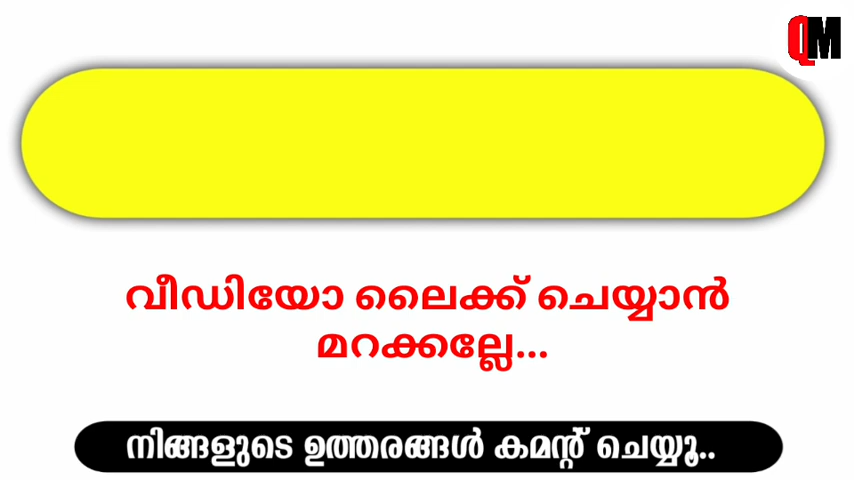 QM
വീഡിയോ ലൈക്ക് ചെയ്യാൻ
മറക്കല്ലേ...
നിങ്ങളുടെ ഉത്തരങ്ങൾ കമന്റ് ചെയ്യൂ..